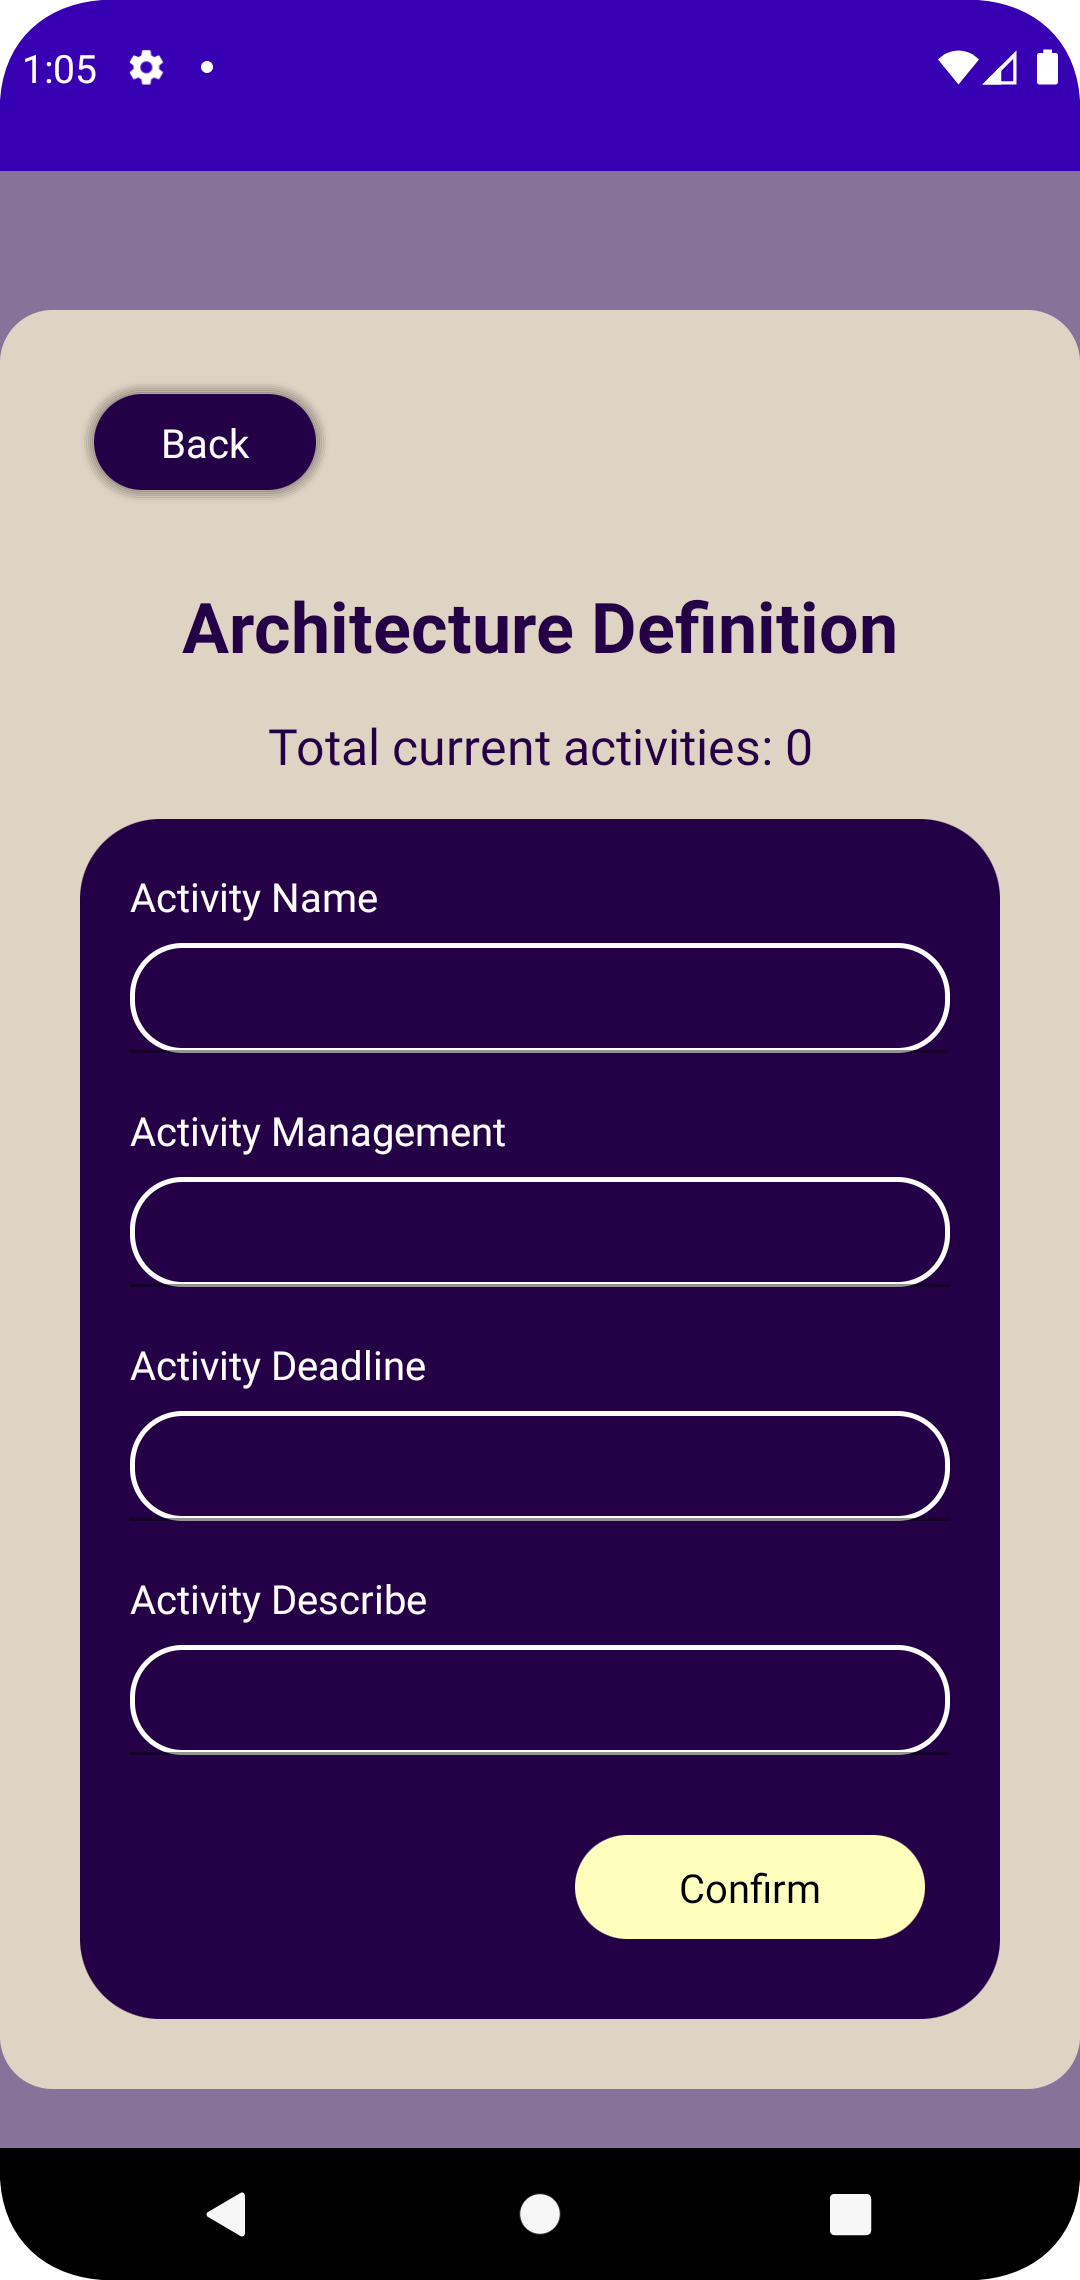 1:05
Back
Architecture Definition
Total current activities: 0
Activity Name
Activity Management
Activity Deadline
Activity Describe
Confirm